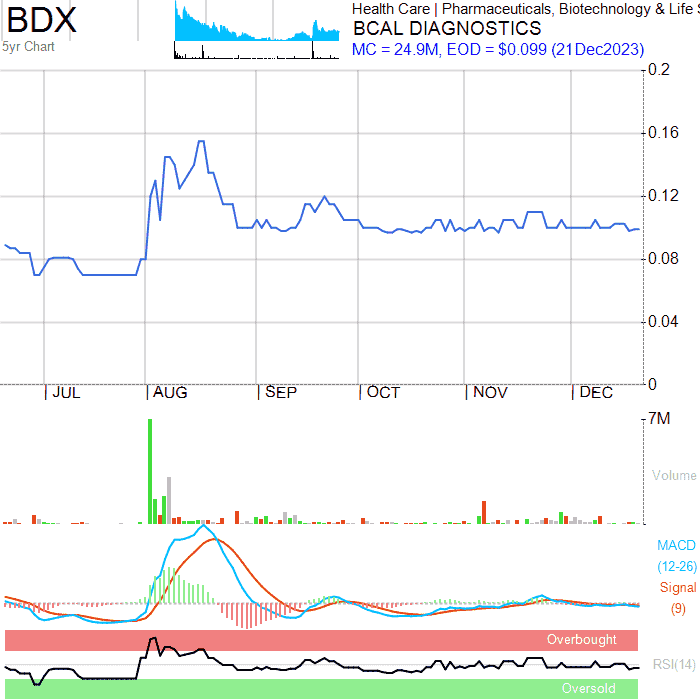 BDX
5yr Chart
Health Care | Pharmaceuticals, Biotechnology & Life
BCAL DIAGNOSTICS
MC = 24.9M, EOD = $0.099 (21Dec2023)
0.2
0.16
0.12
0.08
0.04
0
JUL AUG SEP OCT NOV DEC
7M
Volume
MACD
(12-26)
Signal
(9)
Overbought
RSI(14)
Oversold